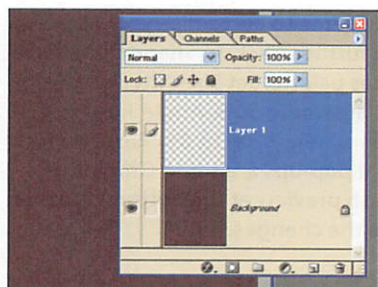 Layers Channels Paths
Normal Opacity: 100%
Lock: Fill: 100%
Layer 1
Background